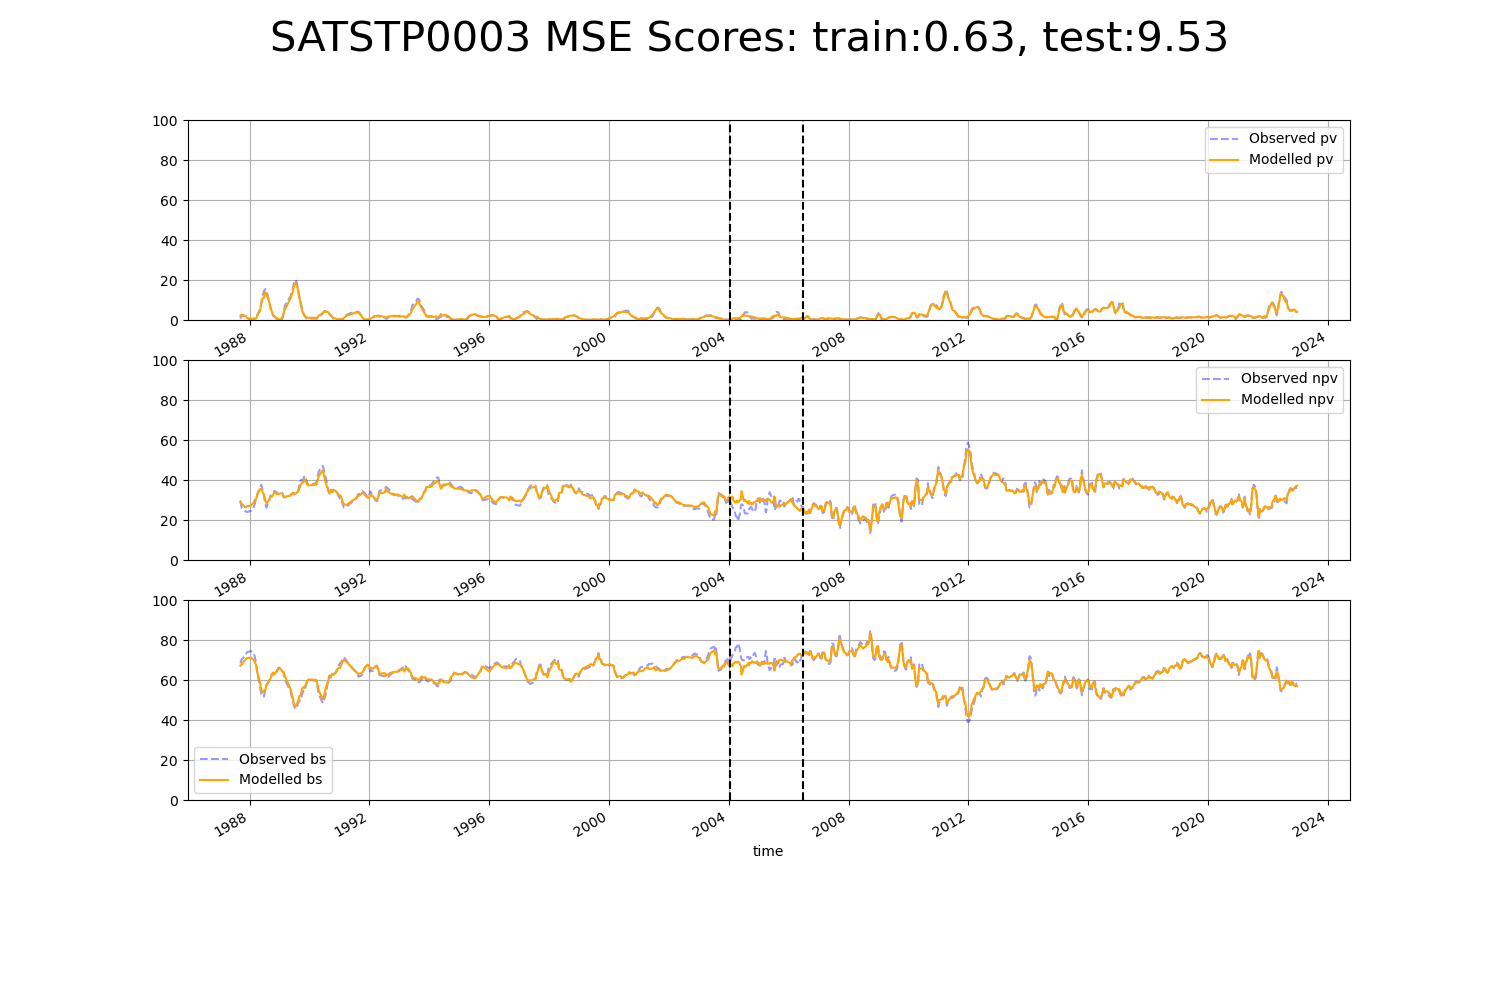 SATSTP0003 MSE Scores: train:0.63, test:9.53
100
80
60
40
20
0
Observed pv
Modelled pv
1988 1992 1996 2000 2004 2008 2012 2016 2020 2024
100
80
60
40
20
0
Observed npv
Modelled npv
1988 1992 1996 2000 2004 2008 2012 2016 2020 2024
100
80
60
40
20
0
Observed bs
Modelled bs
1988 1992 1996 2000 2004 2008 2012 2016 2020 2024
time